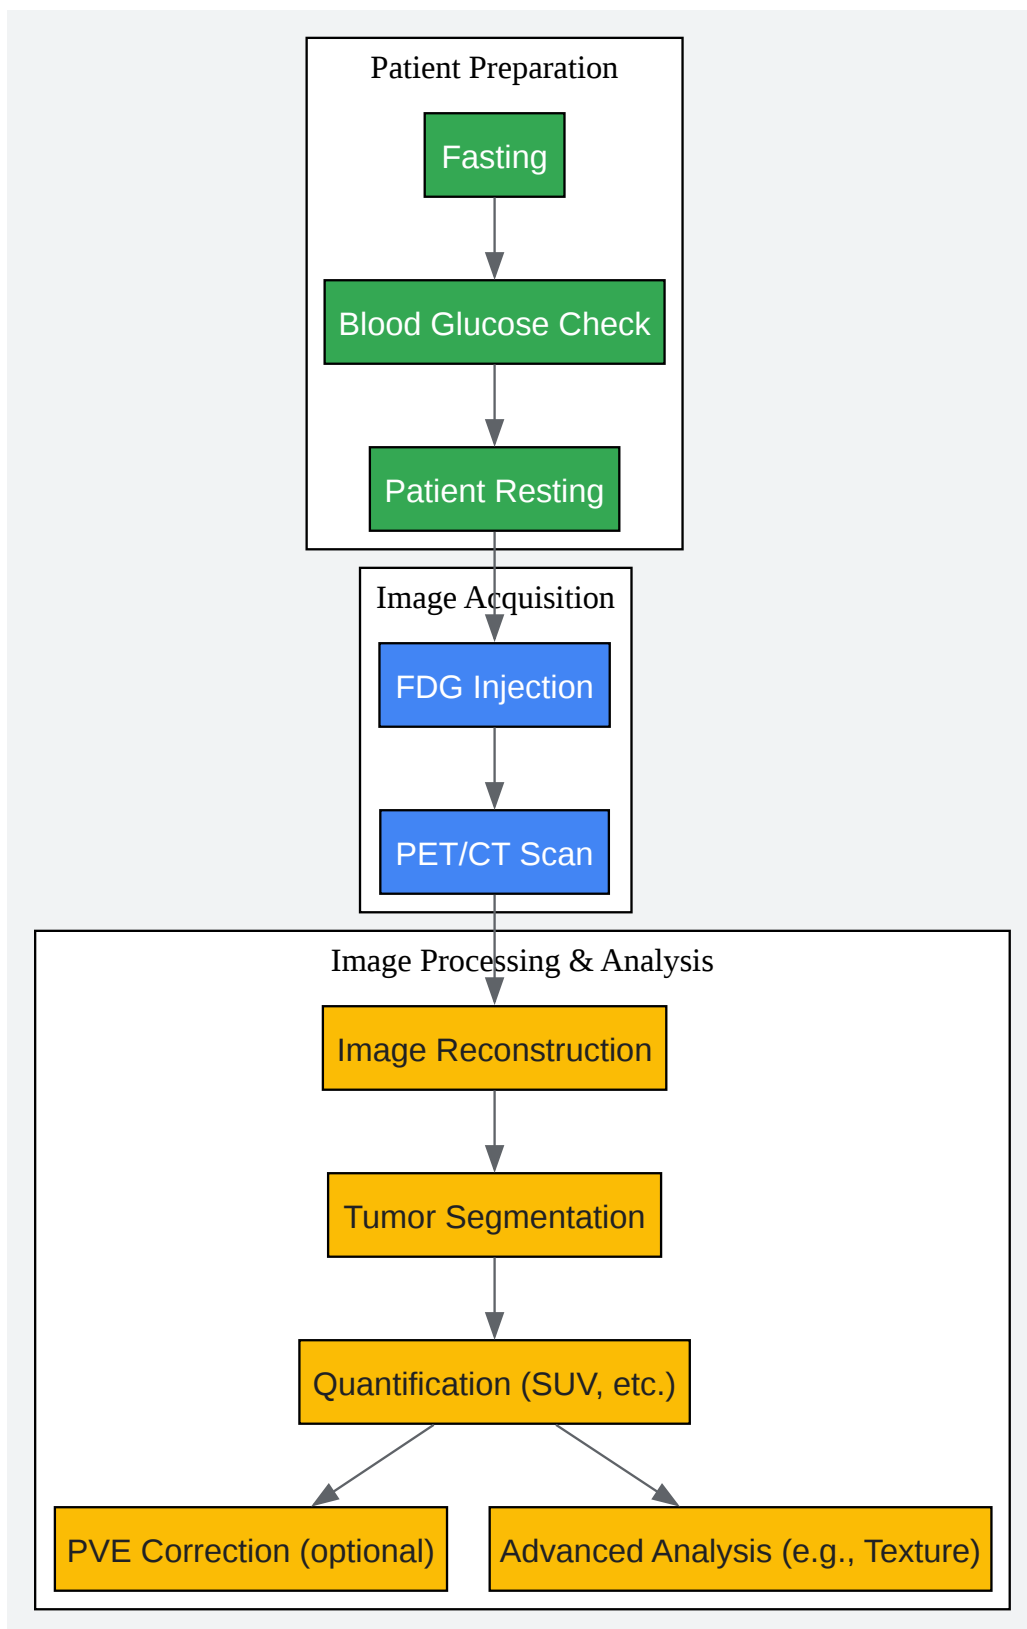 Patient Preparation
Fasting
Blood Glucose Check
Patient Resting
Image Acquisition
FDG Injection
PET/CT Scan
Image Processing & Analysis
Image Reconstruction
Tumor Segmentation
Quantification (SUV, etc.)
PVE Correction (optional)
Advanced Analysis (e.g., Texture)